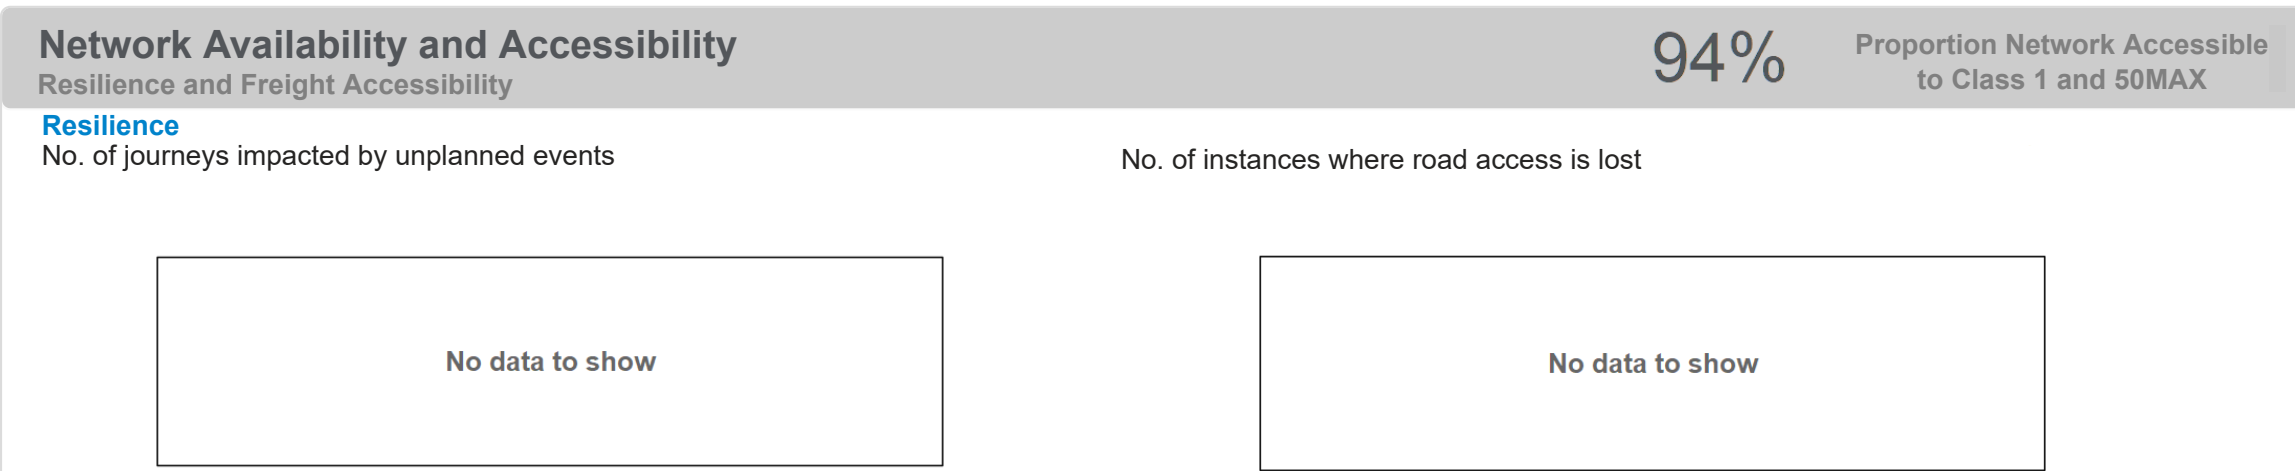 Network Availability and Accessibility
Resilience and Freight Accessibility
94%
Proportion Network Accessible
to Class 1 and 50MAX
Resilience
No. of journeys impacted by unplanned events
No. of instances where road access is lost
No data to show
No data to show